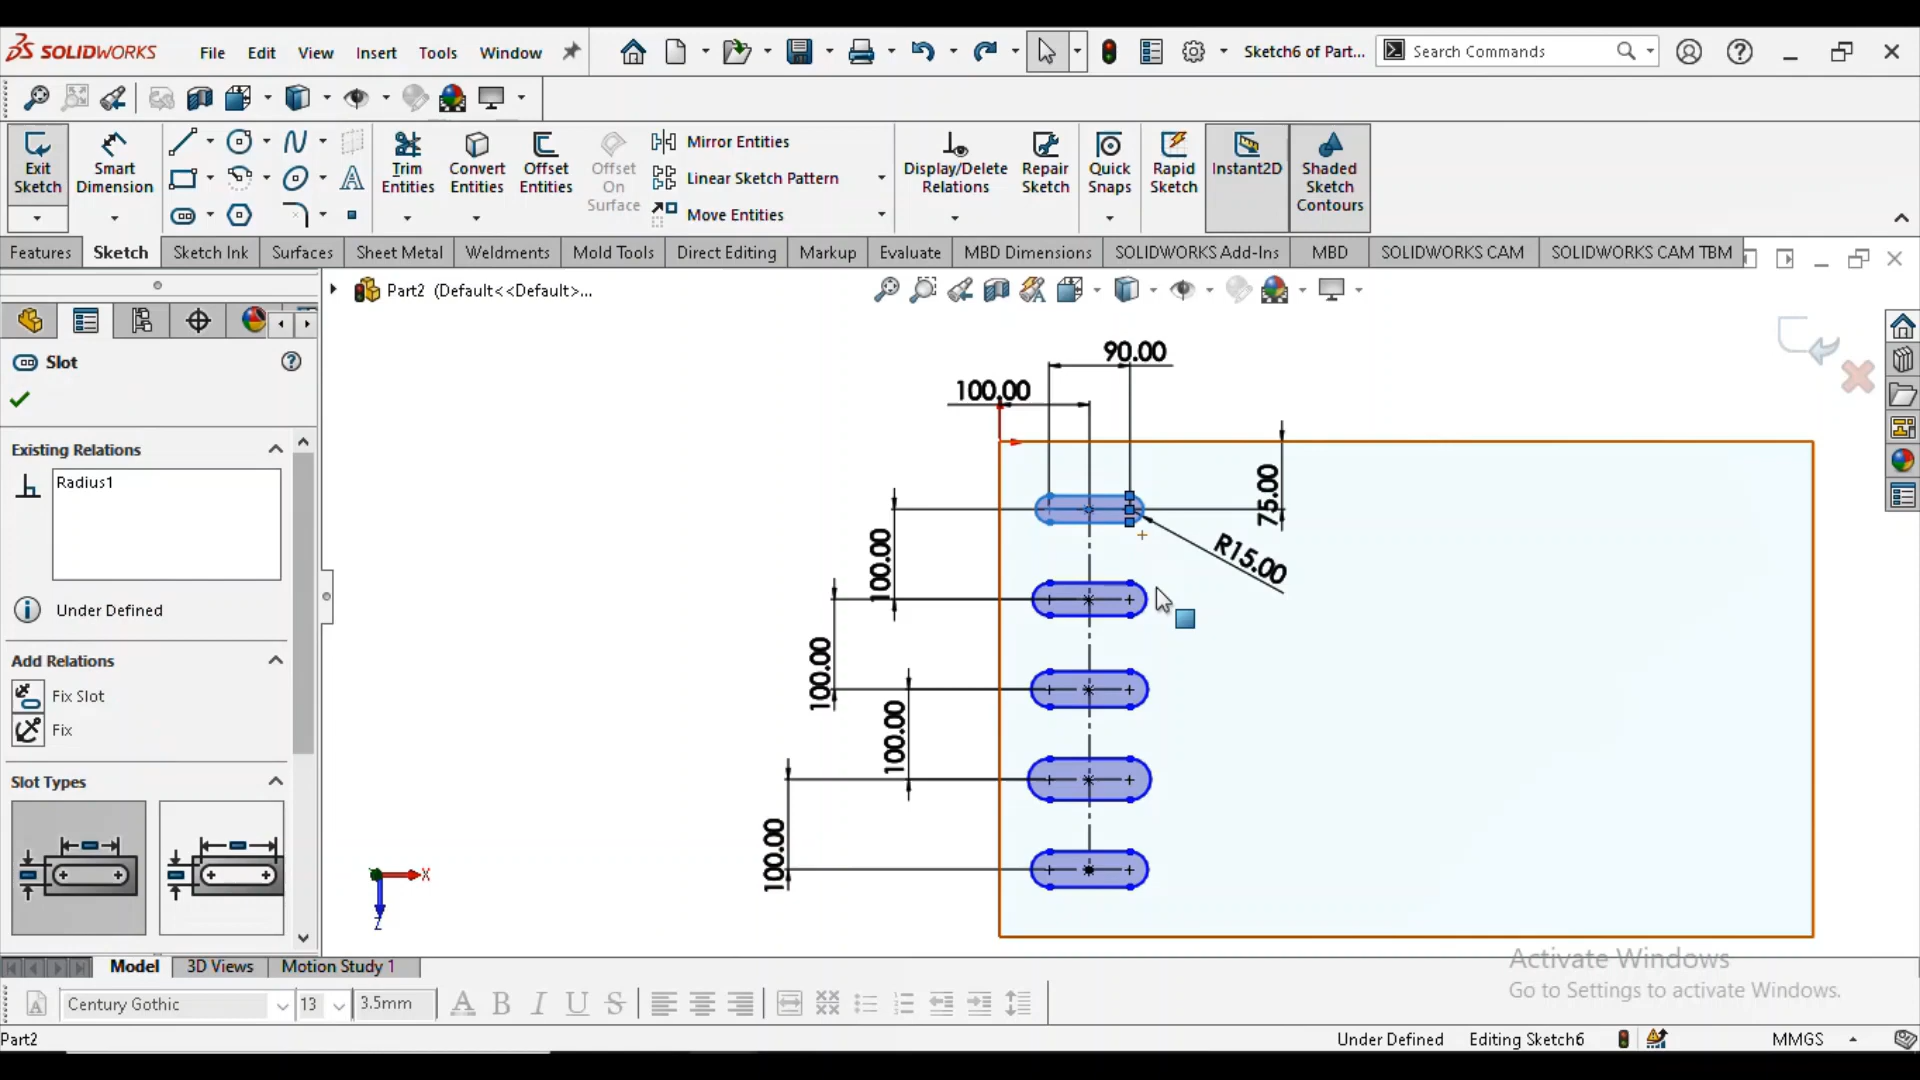 SOLIDWORKS File Edit View Insert Tools Window Sketch6 of Part... Search Commands
Exit Sketch
Smart Dimension
Trim Entities
Convert Entities
Offset Entities
Offset On Surface
Mirror Entities
Linear Sketch Pattern
Move Entities
Display/Delete Relations
Repair Sketch
Quick Snaps
Rapid Sketch
Instant2D
Shaded Sketch Contours
Features Sketch Sketch Ink Surfaces Sheet Metal Weldments Mold Tools Direct Editing Markup Evaluate MBD Dimensions SOLIDWORKS Add-Ins MBD SOLIDWORKS CAM SOLIDWORKS CAM TBM
Part2 (Default<<Default>...
Slot
Existing Relations
Radius1
Under Defined
Add Relations
Fix Slot
Fix
Slot Types
90.00
100.00
75.00
R15.00
100.00
100.00
100.00
100.00
X
Z
Activate Windows
Go to Settings to activate Windows.
Model 3D Views Motion Study 1
Century Gothic 13 3.5mm A B I U S
Part2 Under Defined Editing Sketch6 MMGS